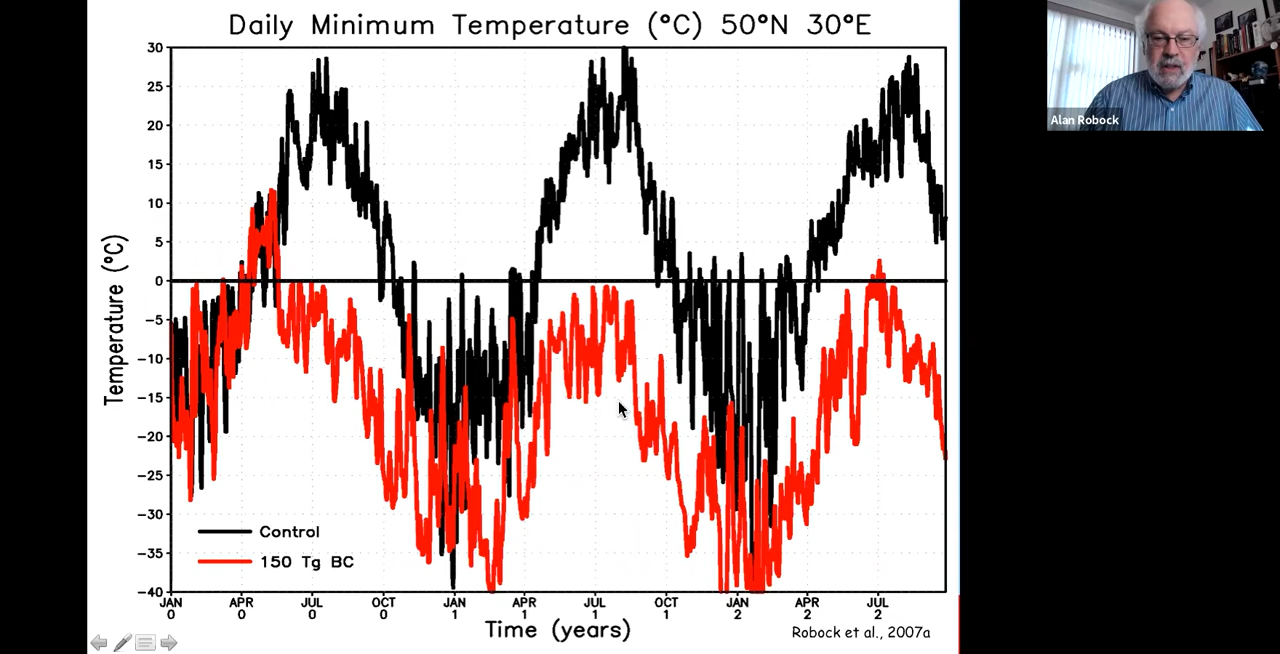 Daily Minimum Temperature (°C) 50°N 30°E
Alan Robock
Temperature (°C)
30
25
20
15
10
5
0
−5
−10
−15
−20
−25
−30
−35
−40
Control
150 Tg BC
JAN APR JUL OCT JAN APR JUL OCT JAN APR JUL
0 0 0 0 1 1 1 1 2 2 2
Time (years)
Robock et al., 2007a